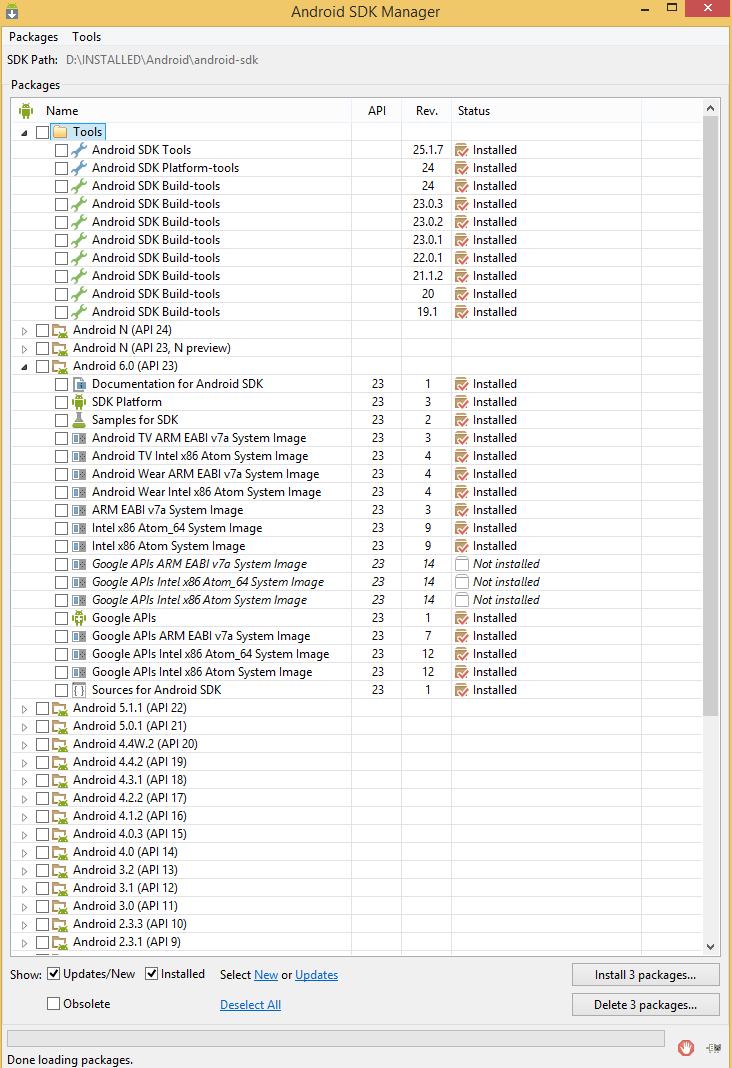 Android SDK Manager
Packages Tools
SDK Path: D:\INSTALLED\Android\android-sdk
Packages
Name API Rev. Status
Tools
Android SDK Tools 25.1.7 Installed
Android SDK Platform-tools 24 Installed
Android SDK Build-tools 24 Installed
Android SDK Build-tools 23.0.3 Installed
Android SDK Build-tools 23.0.2 Installed
Android SDK Build-tools 23.0.1 Installed
Android SDK Build-tools 22.0.1 Installed
Android SDK Build-tools 21.1.2 Installed
Android SDK Build-tools 20 Installed
Android SDK Build-tools 19.1 Installed
Android N (API 24)
Android N (API 23, N preview)
Android 6.0 (API 23)
Documentation for Android SDK 23 1 Installed
SDK Platform 23 3 Installed
Samples for SDK 23 2 Installed
Android TV ARM EABI v7a System Image 23 3 Installed
Android TV Intel x86 Atom System Image 23 4 Installed
Android Wear ARM EABI v7a System Image 23 4 Installed
Android Wear Intel x86 Atom System Image 23 4 Installed
ARM EABI v7a System Image 23 3 Installed
Intel x86 Atom_64 System Image 23 9 Installed
Intel x86 Atom System Image 23 9 Installed
Google APIs ARM EABI v7a System Image 23 14 Not installed
Google APIs Intel x86 Atom_64 System Image 23 14 Not installed
Google APIs Intel x86 Atom System Image 23 14 Not installed
Google APIs 23 1 Installed
Google APIs ARM EABI v7a System Image 23 7 Installed
Google APIs Intel x86 Atom_64 System Image 23 12 Installed
Google APIs Intel x86 Atom System Image 23 12 Installed
Sources for Android SDK 23 1 Installed
Android 5.1.1 (API 22)
Android 5.0.1 (API 21)
Android 4.4W.2 (API 20)
Android 4.4.2 (API 19)
Android 4.3.1 (API 18)
Android 4.2.2 (API 17)
Android 4.1.2 (API 16)
Android 4.0.3 (API 15)
Android 4.0 (API 14)
Android 3.2 (API 13)
Android 3.1 (API 12)
Android 3.0 (API 11)
Android 2.3.3 (API 10)
Android 2.3.1 (API 9)
Show: Updates/New Installed Select New or Updates Install 3 packages...
Obsolete Deselect All Delete 3 packages...
Done loading packages.